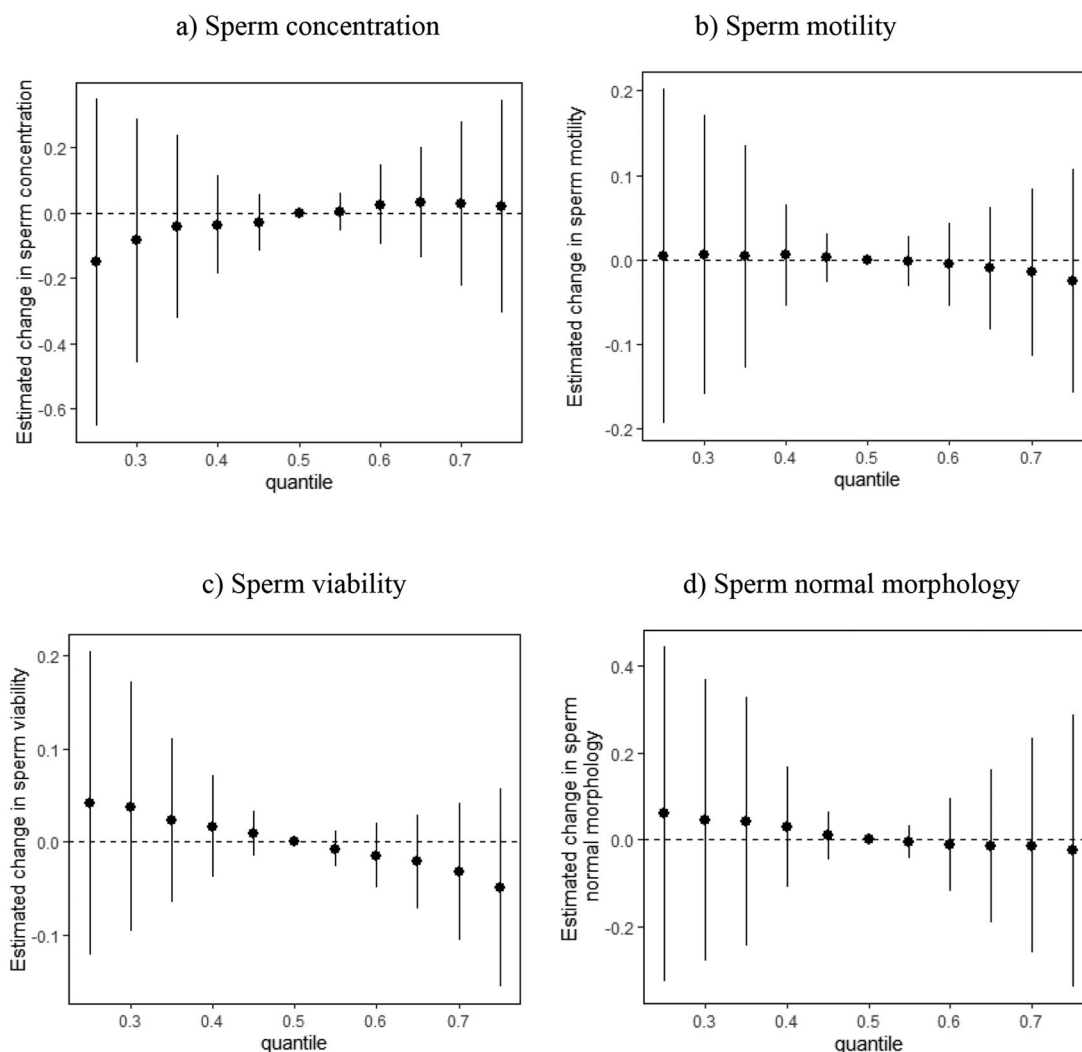 a) Sperm concentration
Estimated change in sperm concentration
0.2
0.0
-0.2
-0.4
-0.6
0.3 0.4 0.5 0.6 0.7
quantile
b) Sperm motility
Estimated change in sperm motility
0.2
0.1
0.0
-0.1
-0.2
0.3 0.4 0.5 0.6 0.7
quantile
c) Sperm viability
Estimated change in sperm viability
0.2
0.1
0.0
-0.1
0.3 0.4 0.5 0.6 0.7
quantile
d) Sperm normal morphology
Estimated change in sperm
normal morphology
0.4
0.2
0.0
-0.2
0.3 0.4 0.5 0.6 0.7
quantile